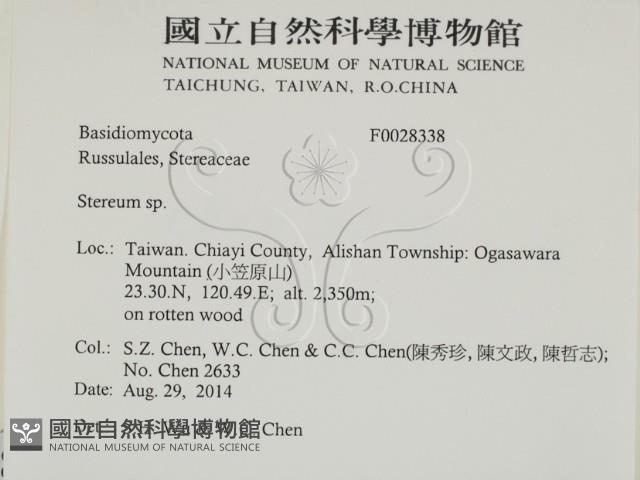 國立自然科學博物館
NATIONAL MUSEUM OF NATURAL SCIENCE
TAICHUNG, TAIWAN, R.O.CHINA
Basidiomycota F0028338
Russulales, Stereaceae
Stereum sp.
Loc.: Taiwan. Chiayi County, Alishan Township: Ogasawara
Mountain (小笠原山)
23.30.N, 120.49.E; alt. 2,350m;
on rotten wood
Col.: S.Z. Chen, W.C. Chen & C.C. Chen(陳秀珍, 陳文政, 陳哲志);
No. Chen 2633
Date: Aug. 29, 2014
Chen
國立自然科學博物館
NATIONAL MUSEUM OF NATURAL SCIENCE